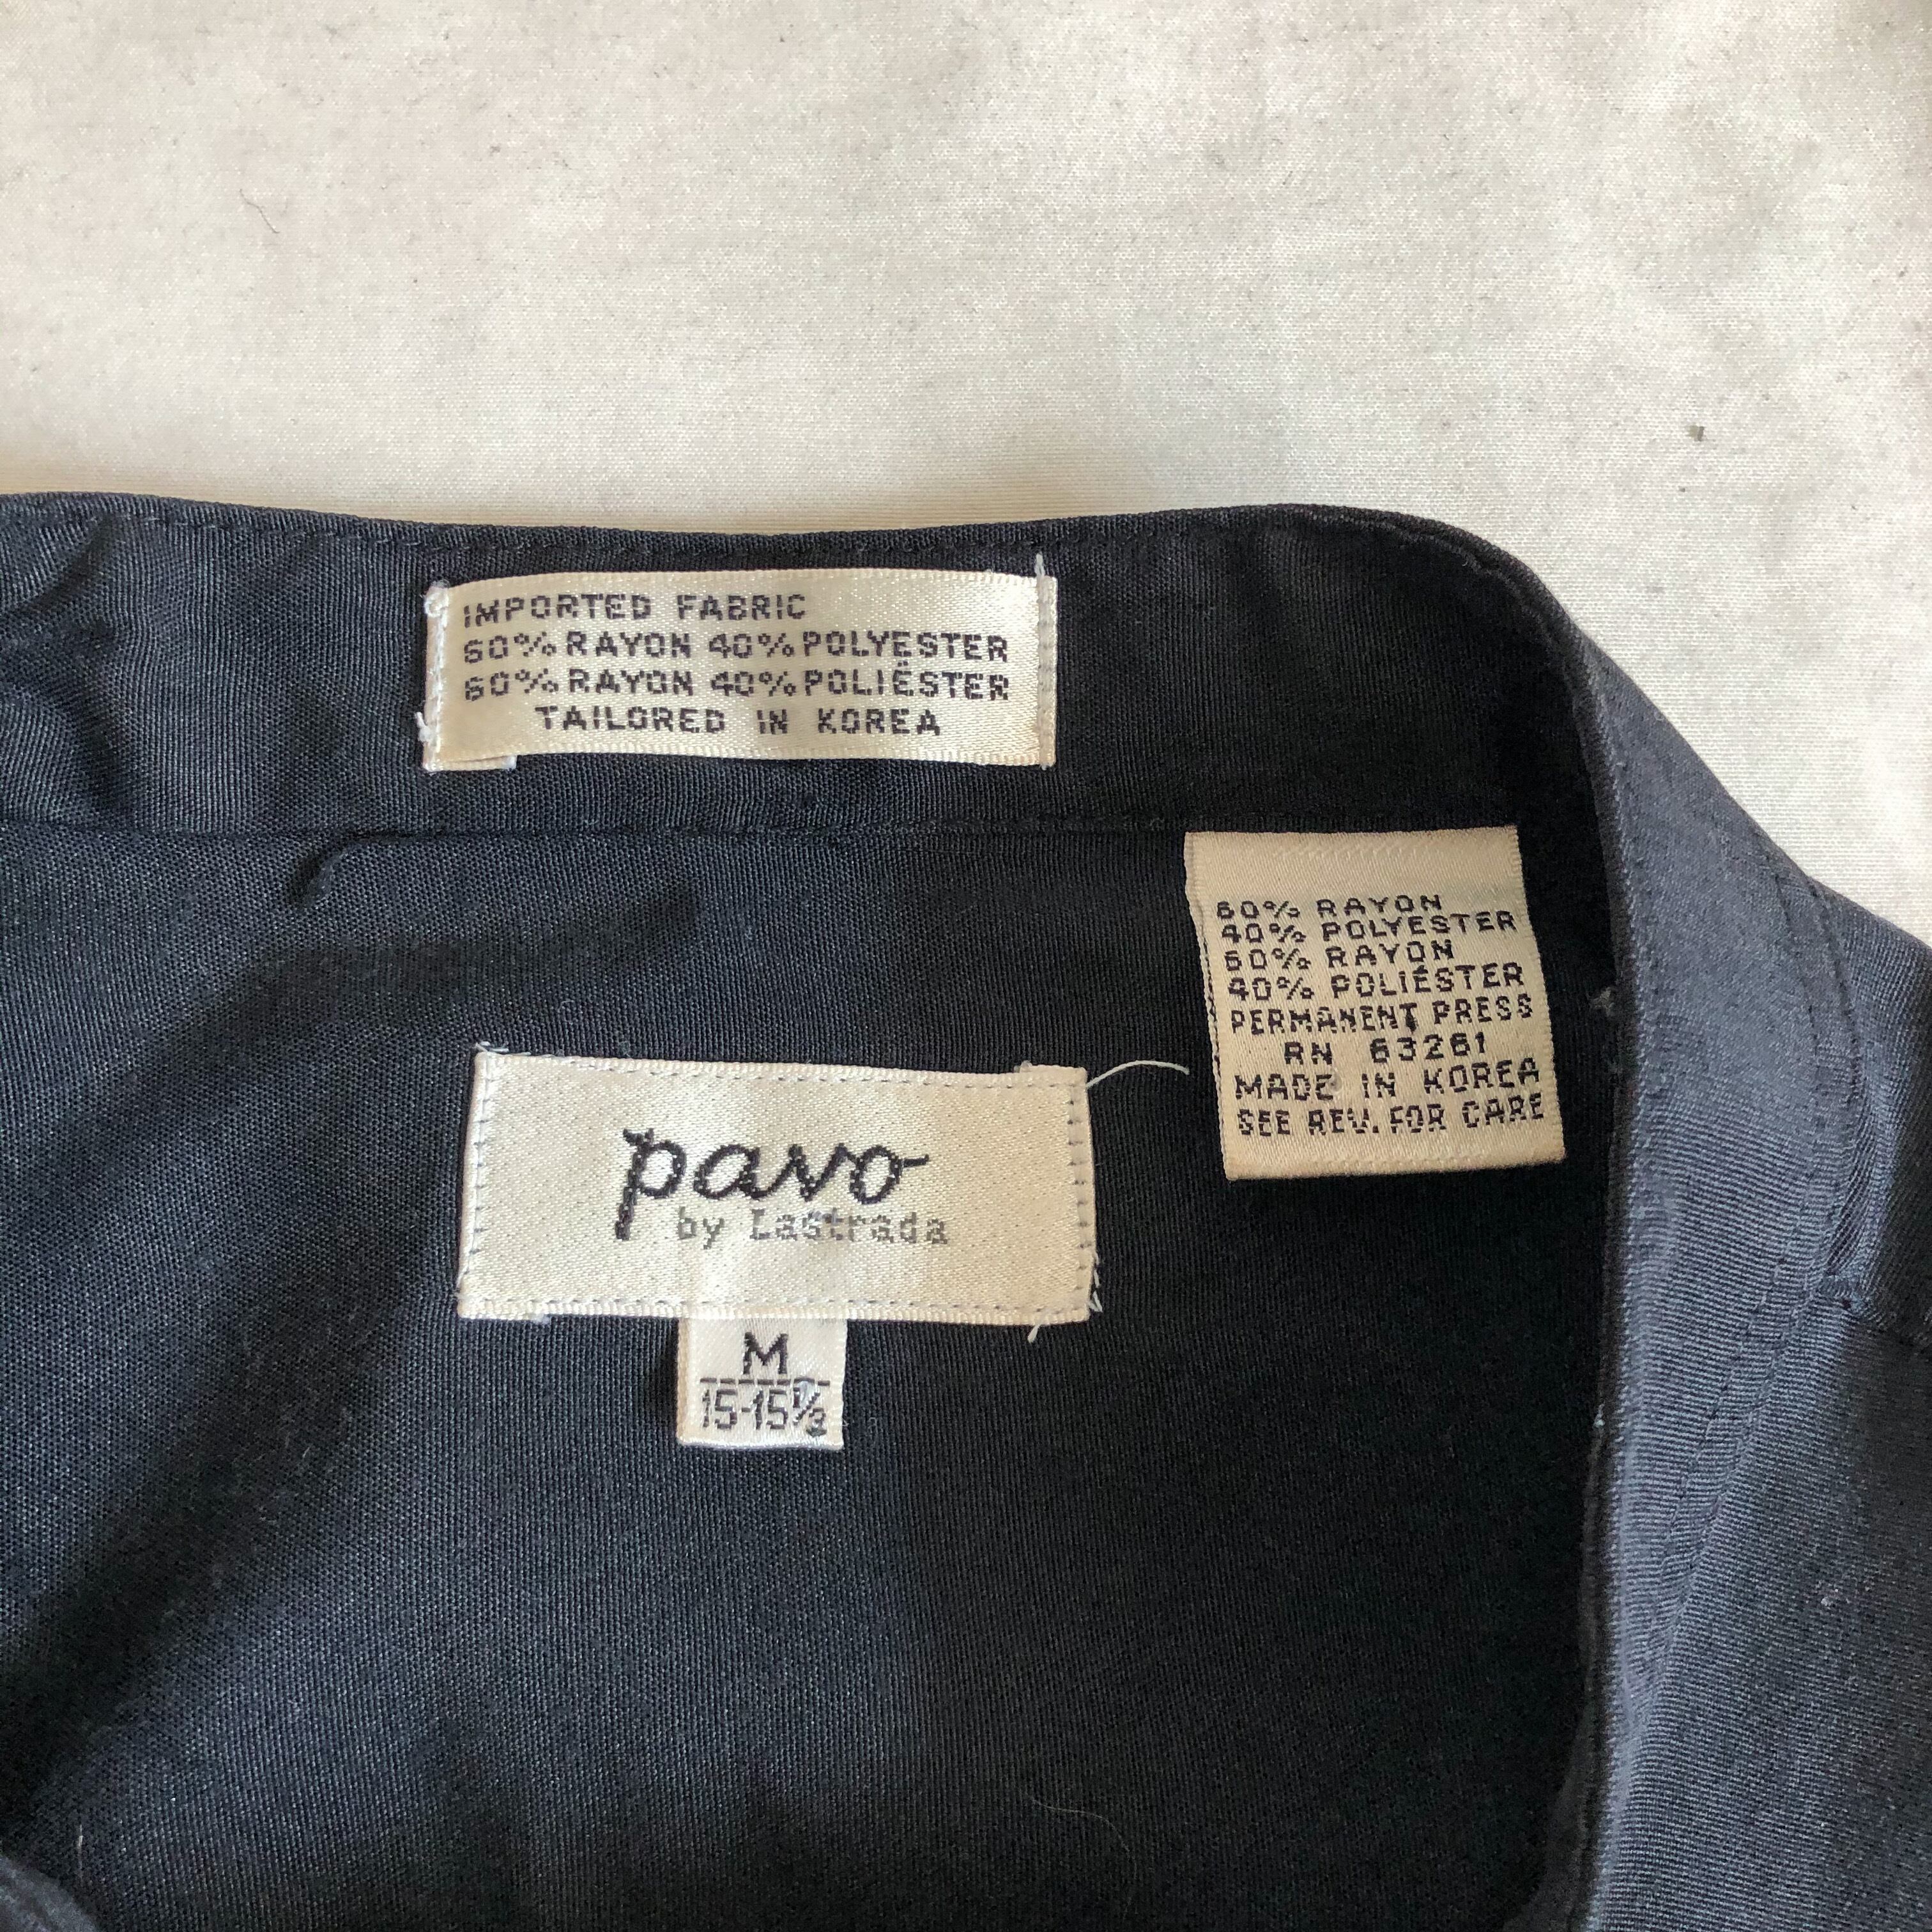 IMPORTED FABRIC
60% RAYON 40% POLYESTER
60% RAYON 40% POLIÉSTER
TAILORED IN KOREA
60% RAYON
40% POLYESTER
60% RAYON
40% POLIÉSTER
PERMANENT PRESS
RN 63261
MADE IN KOREA
SEE REV. FOR CARE
pavo
by Lastrada
M
15-15½